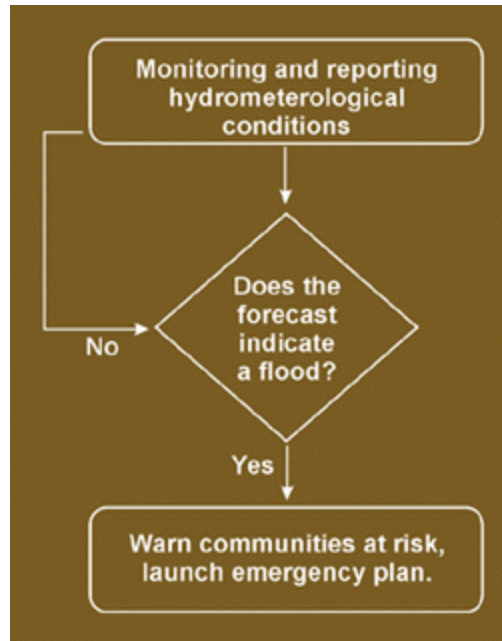 Monitoring and reporting
hydrometerological
conditions
Does the
forecast
indicate
a flood?
No
Yes
Warn communities at risk,
launch emergency plan.